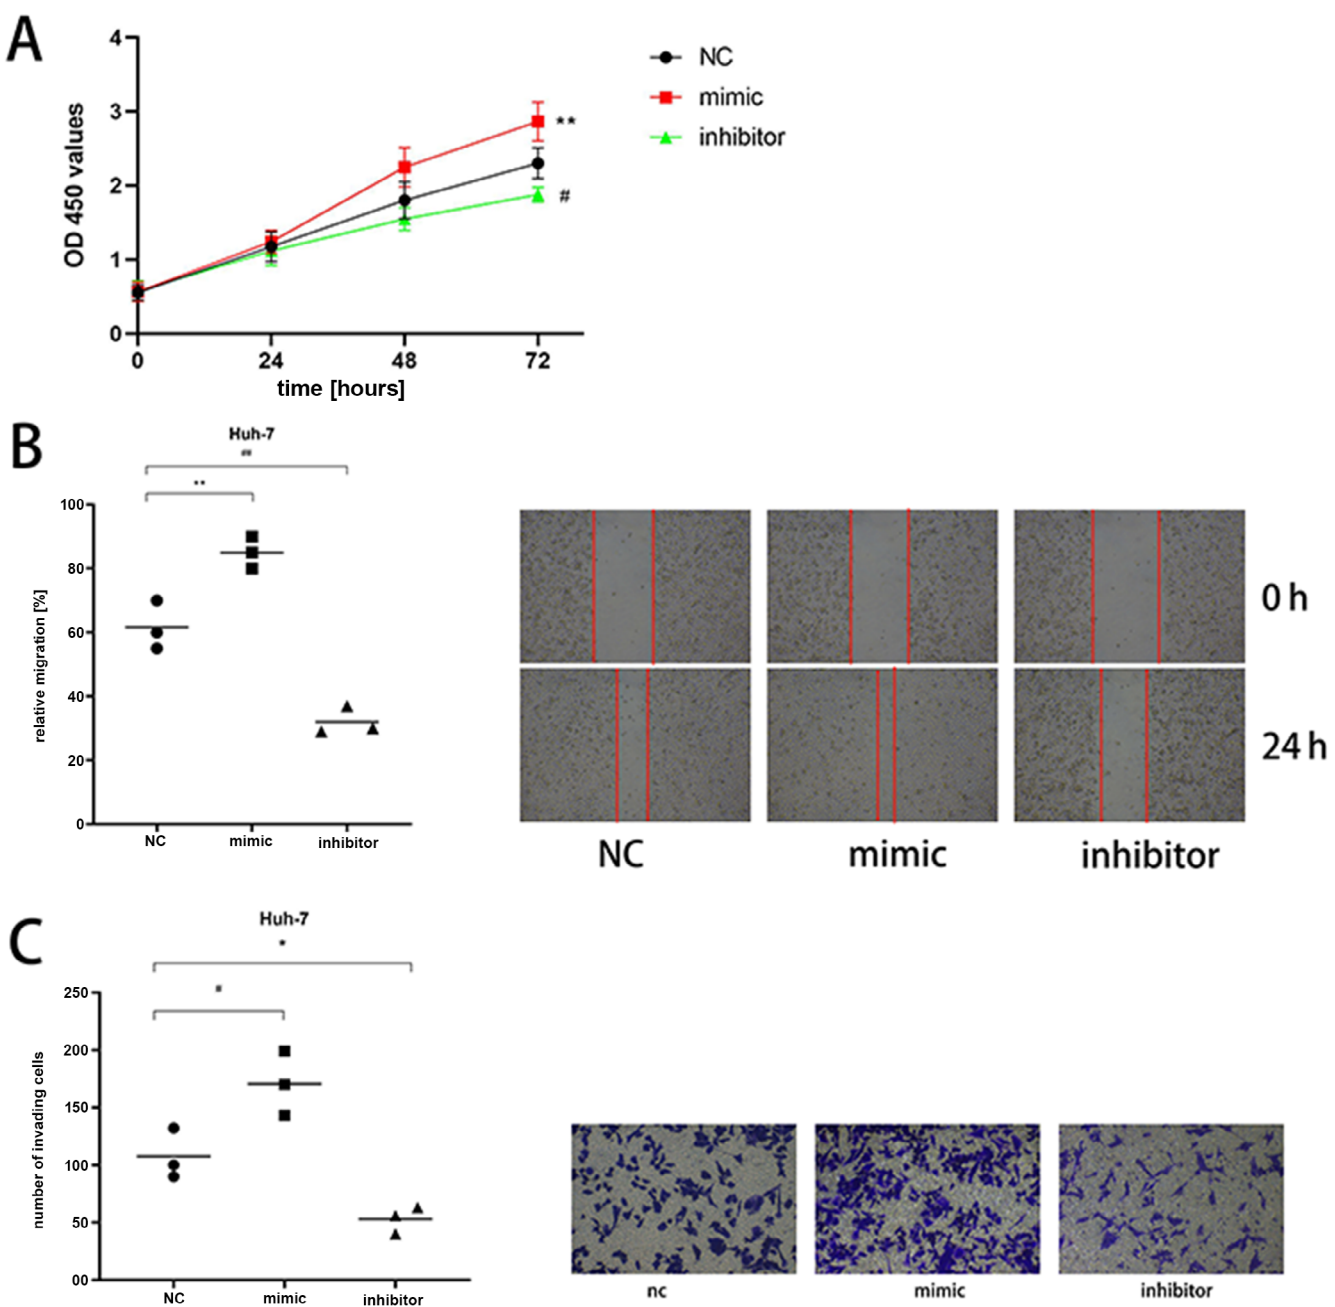 A
4
3
2
1
0
OD 450 values
0 24 48 72
time [hours]
NC
mimic
inhibitor
**
#
B
Huh-7
##
**
100
80
60
40
20
0
relative migration [%]
NC mimic inhibitor
0 h
24 h
NC mimic inhibitor
C
Huh-7
*
#
250
200
150
100
50
00
number of invading cells
NC mimic inhibitor
nc mimic inhibitor